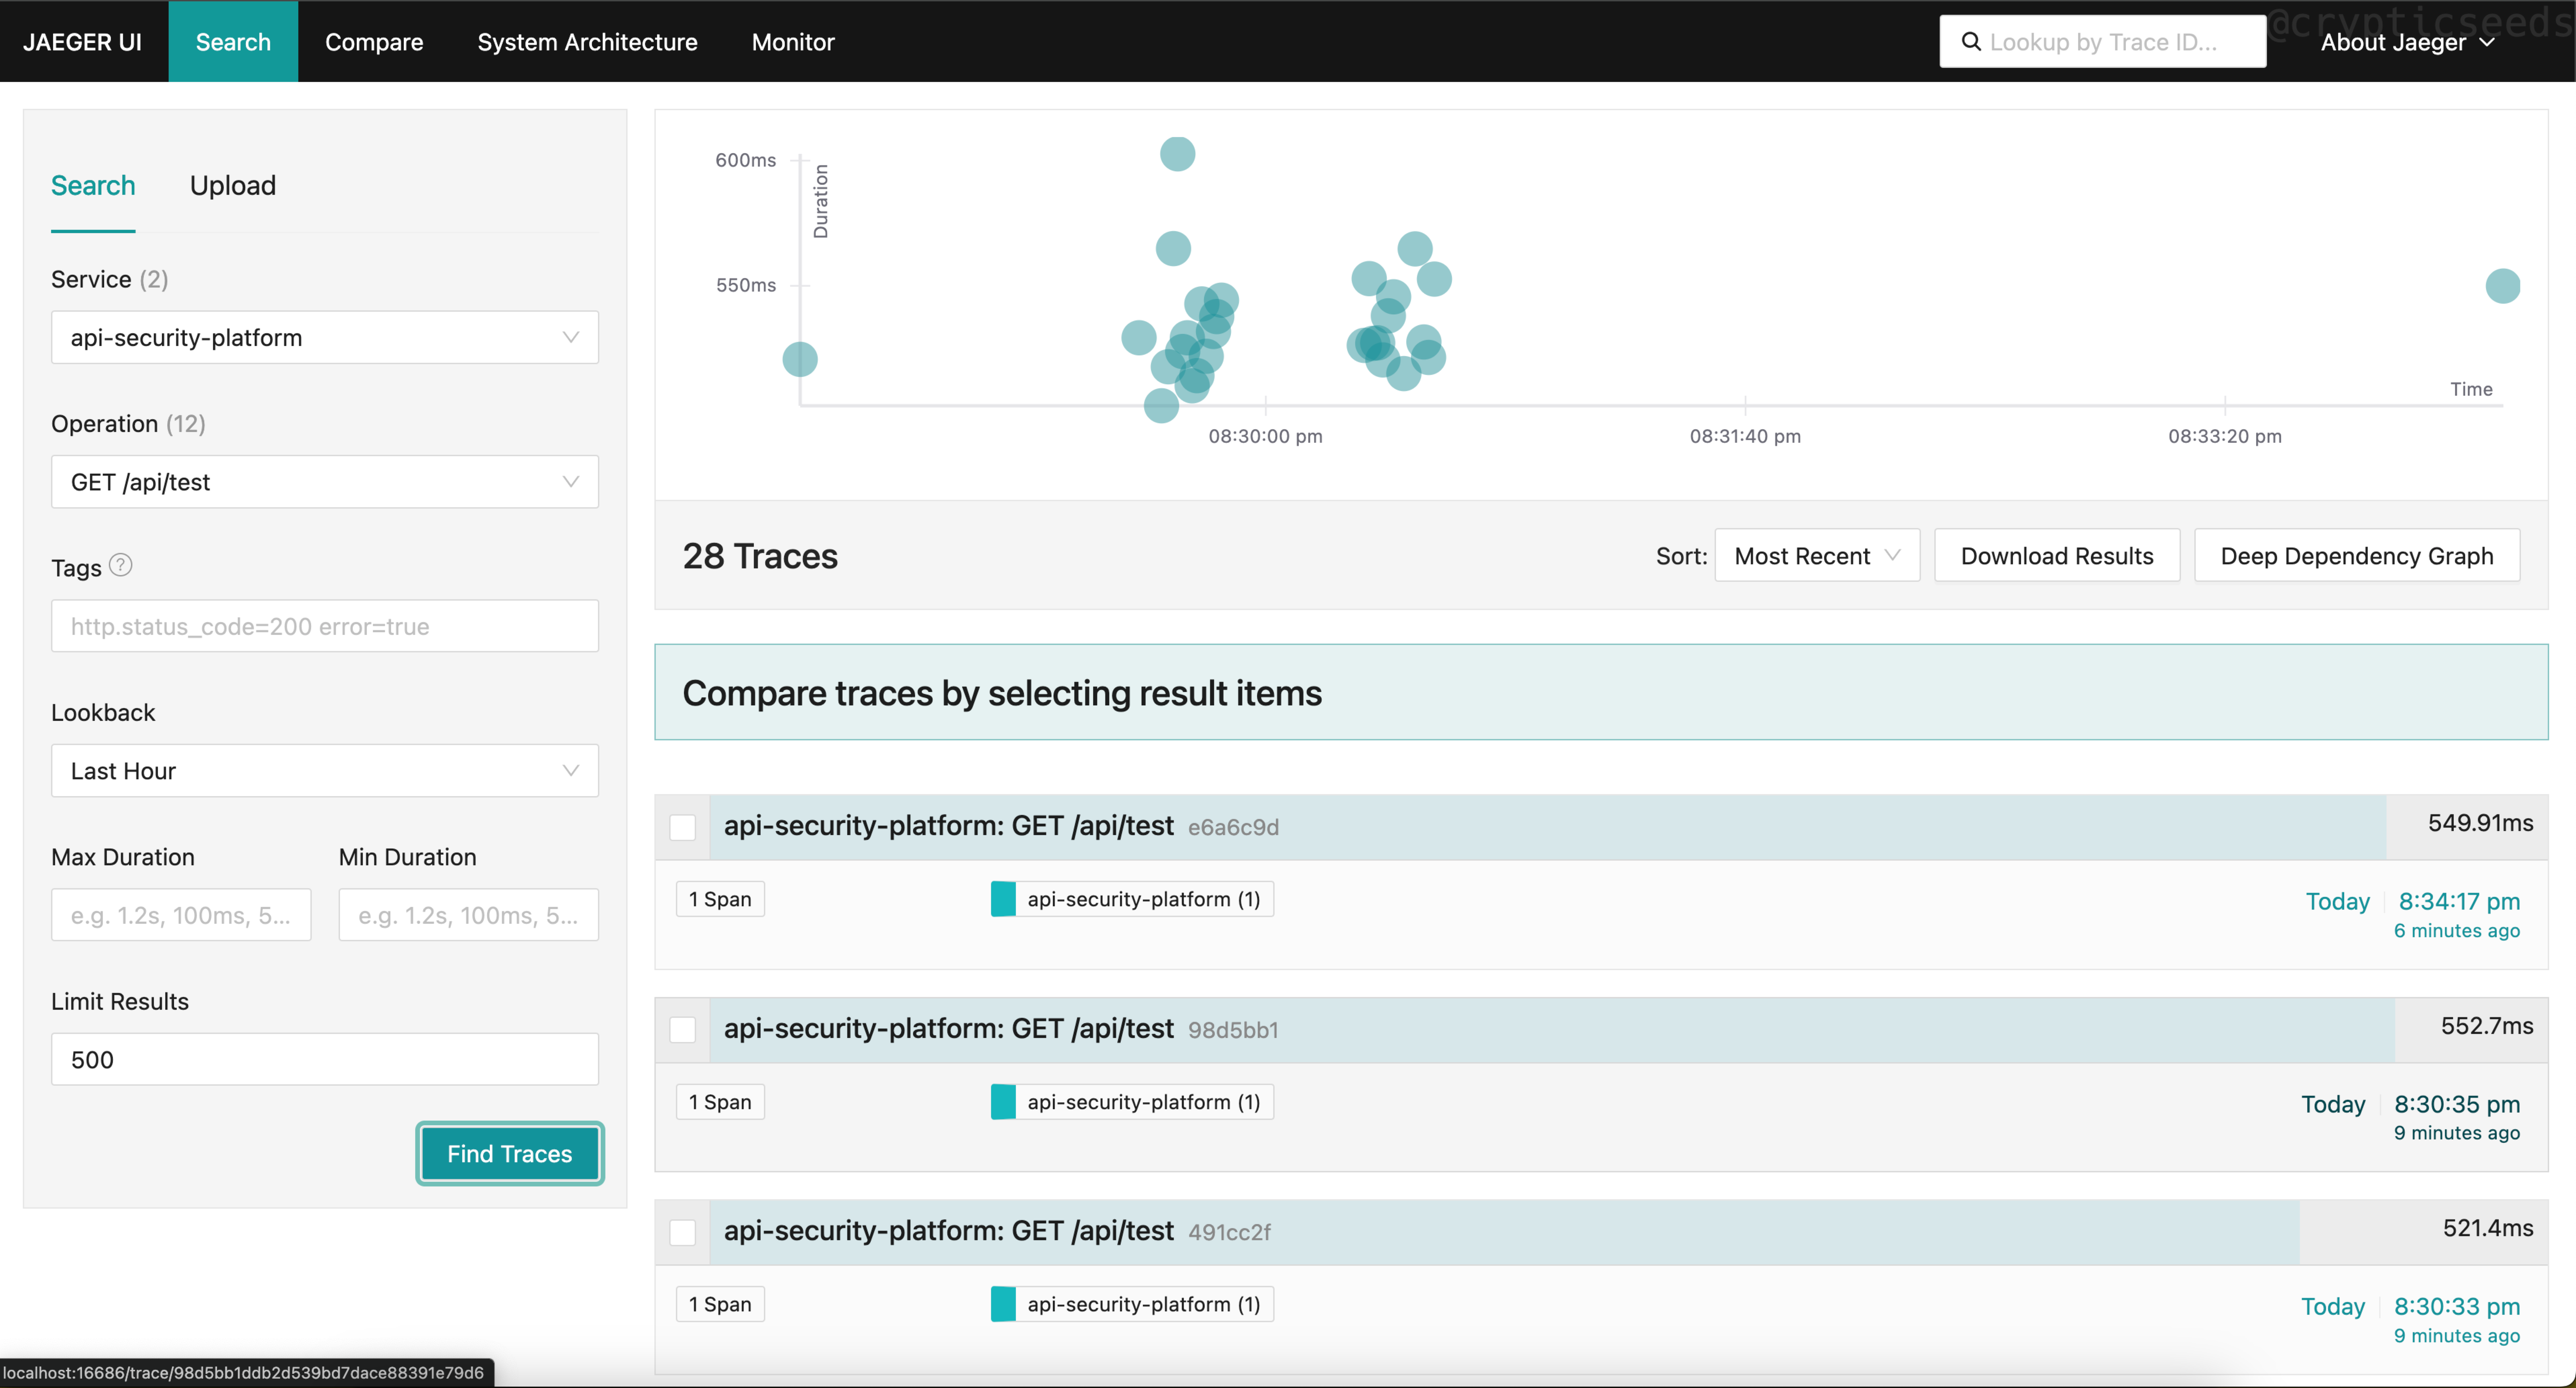 JAEGER UI
Search
Compare
System Architecture
Monitor
Lookup by Trace ID...
About Jaeger
@crypticseeds
Search
Upload
Service (2)
api-security-platform
Operation (12)
GET /api/test
Tags
http.status_code=200 error=true
Lookback
Last Hour
Max Duration
Min Duration
e.g. 1.2s, 100ms, 5...
e.g. 1.2s, 100ms, 5...
Limit Results
500
Find Traces
600ms
550ms
Duration
Time
08:30:00 pm
08:31:40 pm
08:33:20 pm
28 Traces
Sort:
Most Recent
Download Results
Deep Dependency Graph
Compare traces by selecting result items
api-security-platform: GET /api/test e6a6c9d
549.91ms
1 Span
api-security-platform (1)
Today 8:34:17 pm
6 minutes ago
api-security-platform: GET /api/test 98d5bb1
552.7ms
1 Span
api-security-platform (1)
Today 8:30:35 pm
9 minutes ago
api-security-platform: GET /api/test 491cc2f
521.4ms
1 Span
api-security-platform (1)
Today 8:30:33 pm
9 minutes ago
localhost:16686/trace/98d5bb1ddb2d539bd7dace88391e79d6